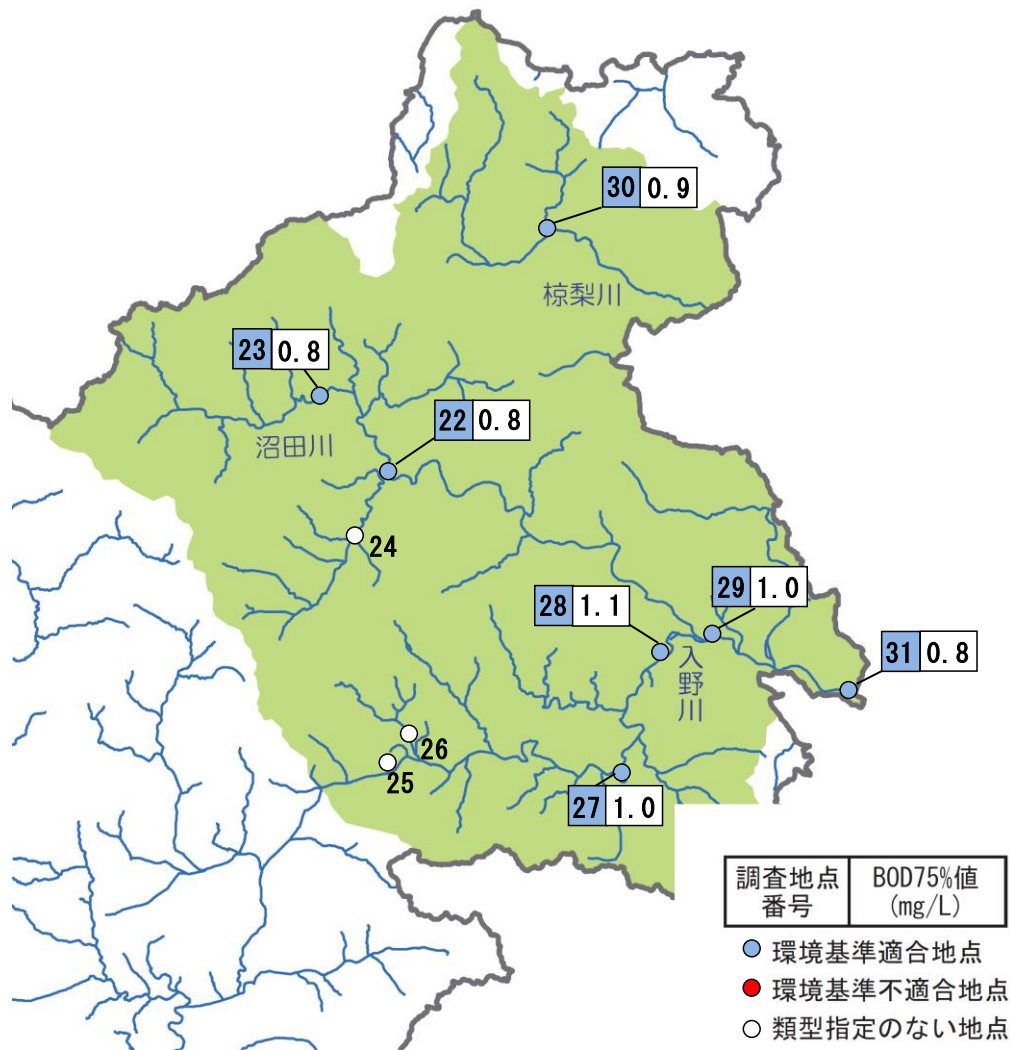 30 0.9
椋梨川
23 0.8
22 0.8
沼田川
24
28 1.1
29 1.0
入野川
31 0.8
26
25
27 1.0
調査地点番号
BOD75%値
(mg/L)
環境基準適合地点
環境基準不適合地点
類型指定のない地点